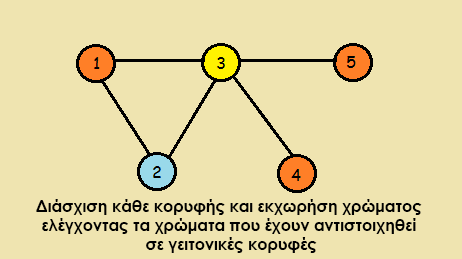 1
3
5
2
4
Διάσχιση κάθε κορυφής και εκχωρήση χρώματος
ελέγχοντας τα χρώματα που έχουν αντιστοιχηθεί
σε γειτονικές κορυφές